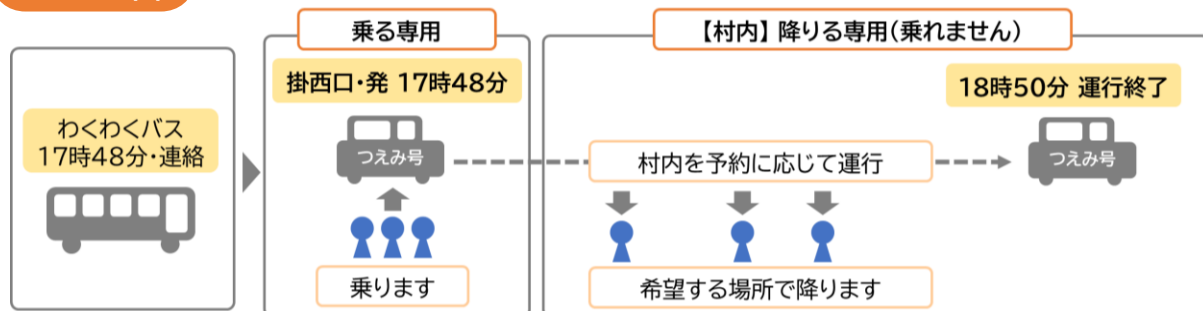 わくわくバス
17時48分・連絡
乗る専用
掛西口・発 17時48分
つえみ号
乗ります
【村内】降りる専用(乗れません)
村内を予約に応じて運行
希望する場所で降ります
18時50分 運行終了
つえみ号